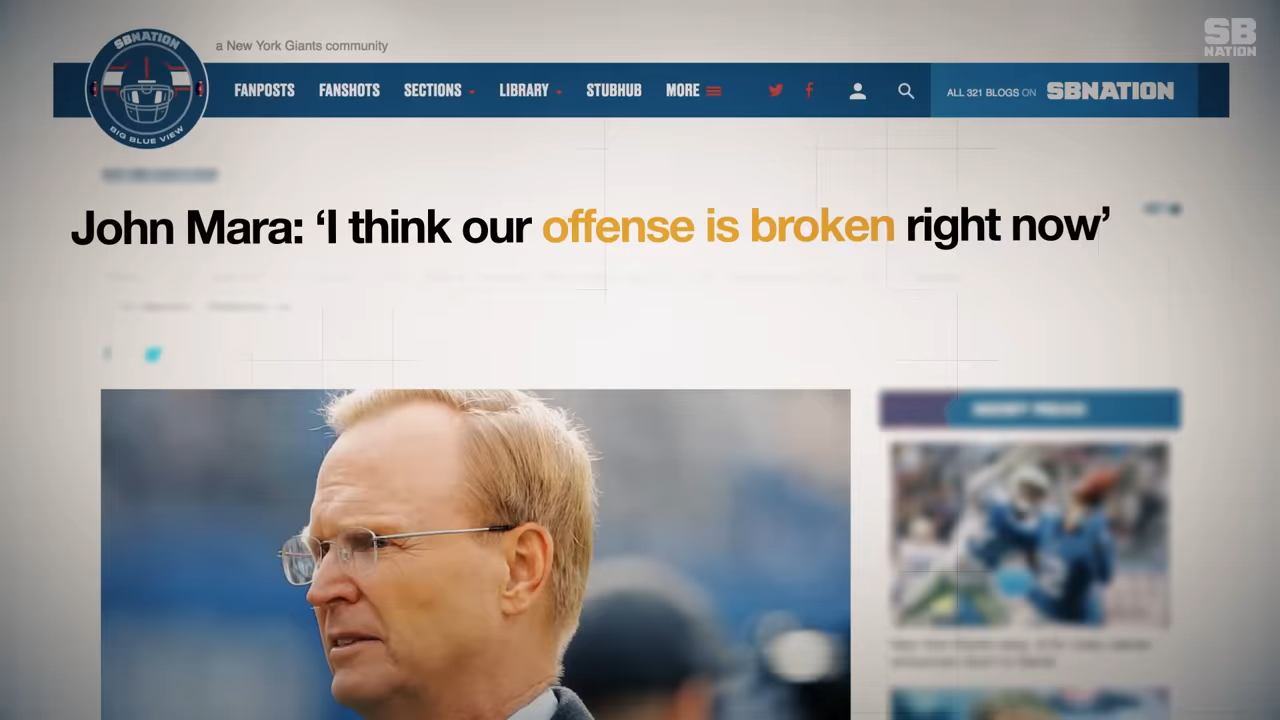 SB
NATION
a New York Giants community
SBNATION
BIG BLUE VIEW
FANPOSTS FANSHOTS SECTIONS LIBRARY STUBHUB MORE
ALL 321 BLOGS ON SBNATION
John Mara: ‘I think our offense is broken right now’